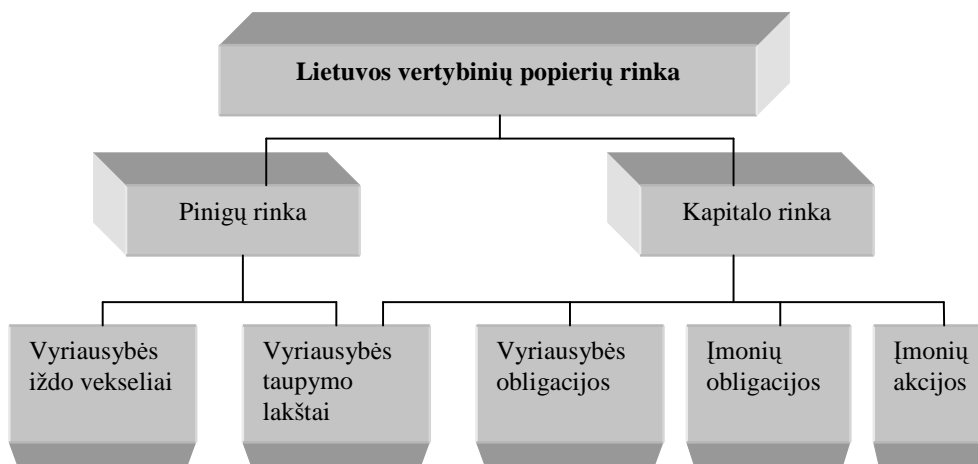 Lietuvos vertybinių popierių rinka
Pinigų rinka
Kapitalo rinka
Vyriausybės
iždo vekseliai
Vyriausybės
taupymo
lakštai
Vyriausybės
obligacijos
Įmonių
obligacijos
Įmonių
akcijos